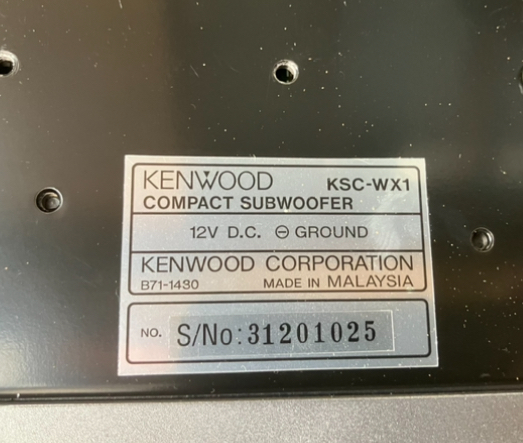 KENWOOD KSC-WX1
COMPACT SUBWOOFER
12V D.C. ⊖ GROUND
KENWOOD CORPORATION
B71-1430 MADE IN MALAYSIA
NO. S/No:31201025